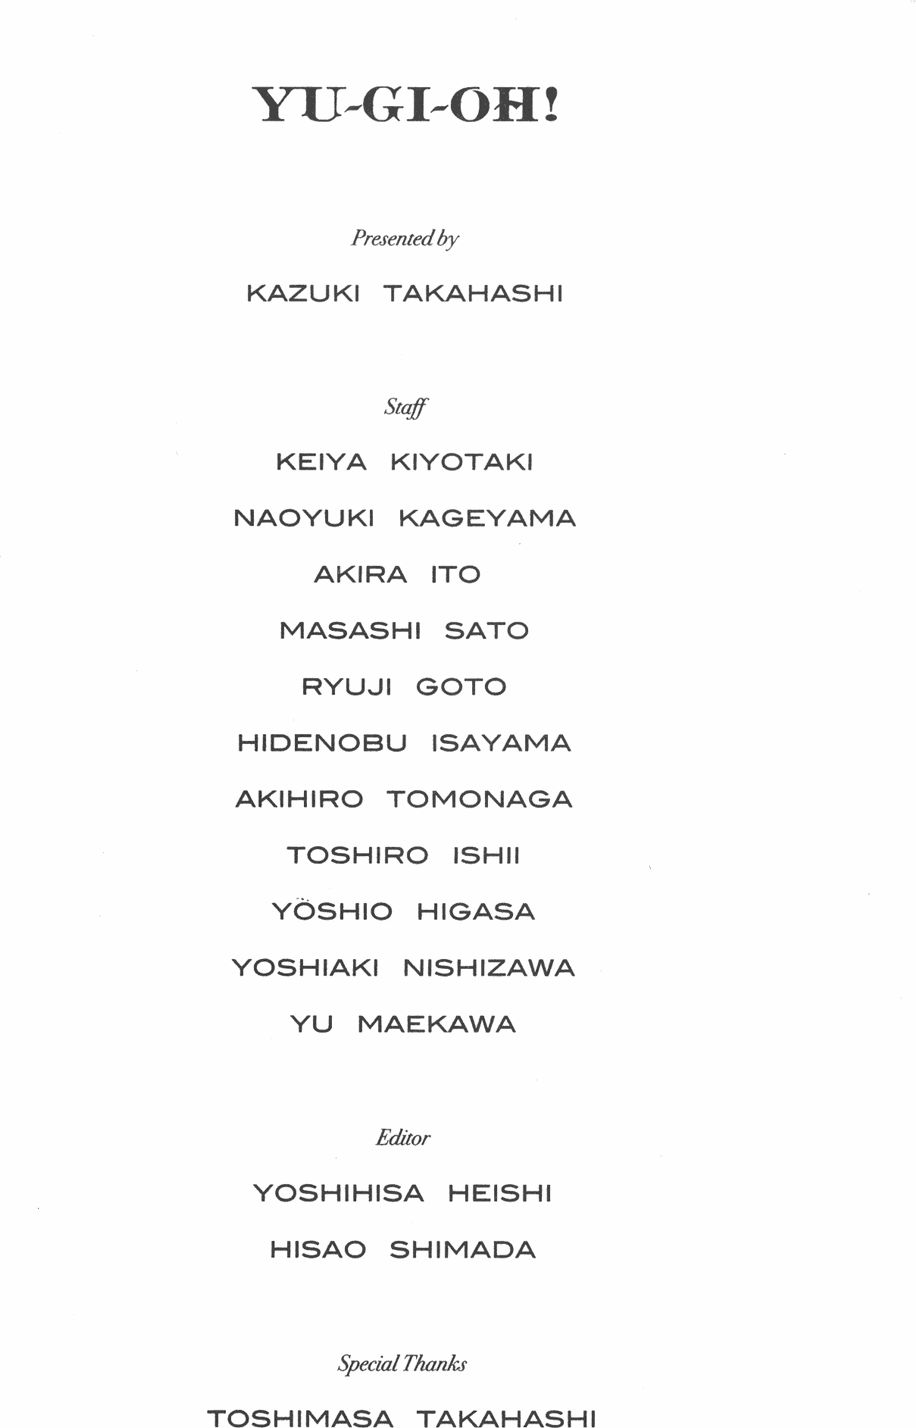 YU-GI-OH!
Presented by
KAZUKI TAKAHASHI
Staff
KEIYA KIYOTAKI
NAOYUKI KAGEYAMA
AKIRA ITO
MASASHI SATO
RYUJI GOTO
HIDENOBU ISAYAMA
AKIHIRO TOMONAGA
TOSHIRO ISHII
YOSHIO HIGASA
YOSHIAKI NISHIZAWA
YU MAEKAWA
Editor
YOSHIHISA HEISHI
HISAO SHIMADA
Special Thanks
TOSHIMASA TAKAHASHI